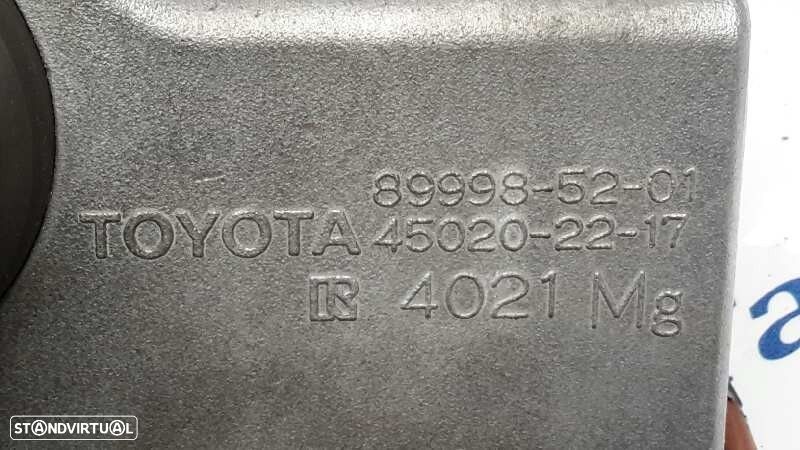 89998-52-01
TOYOTA 45020-22-17
R 4021 Mg
a
STANDVIRTUAL